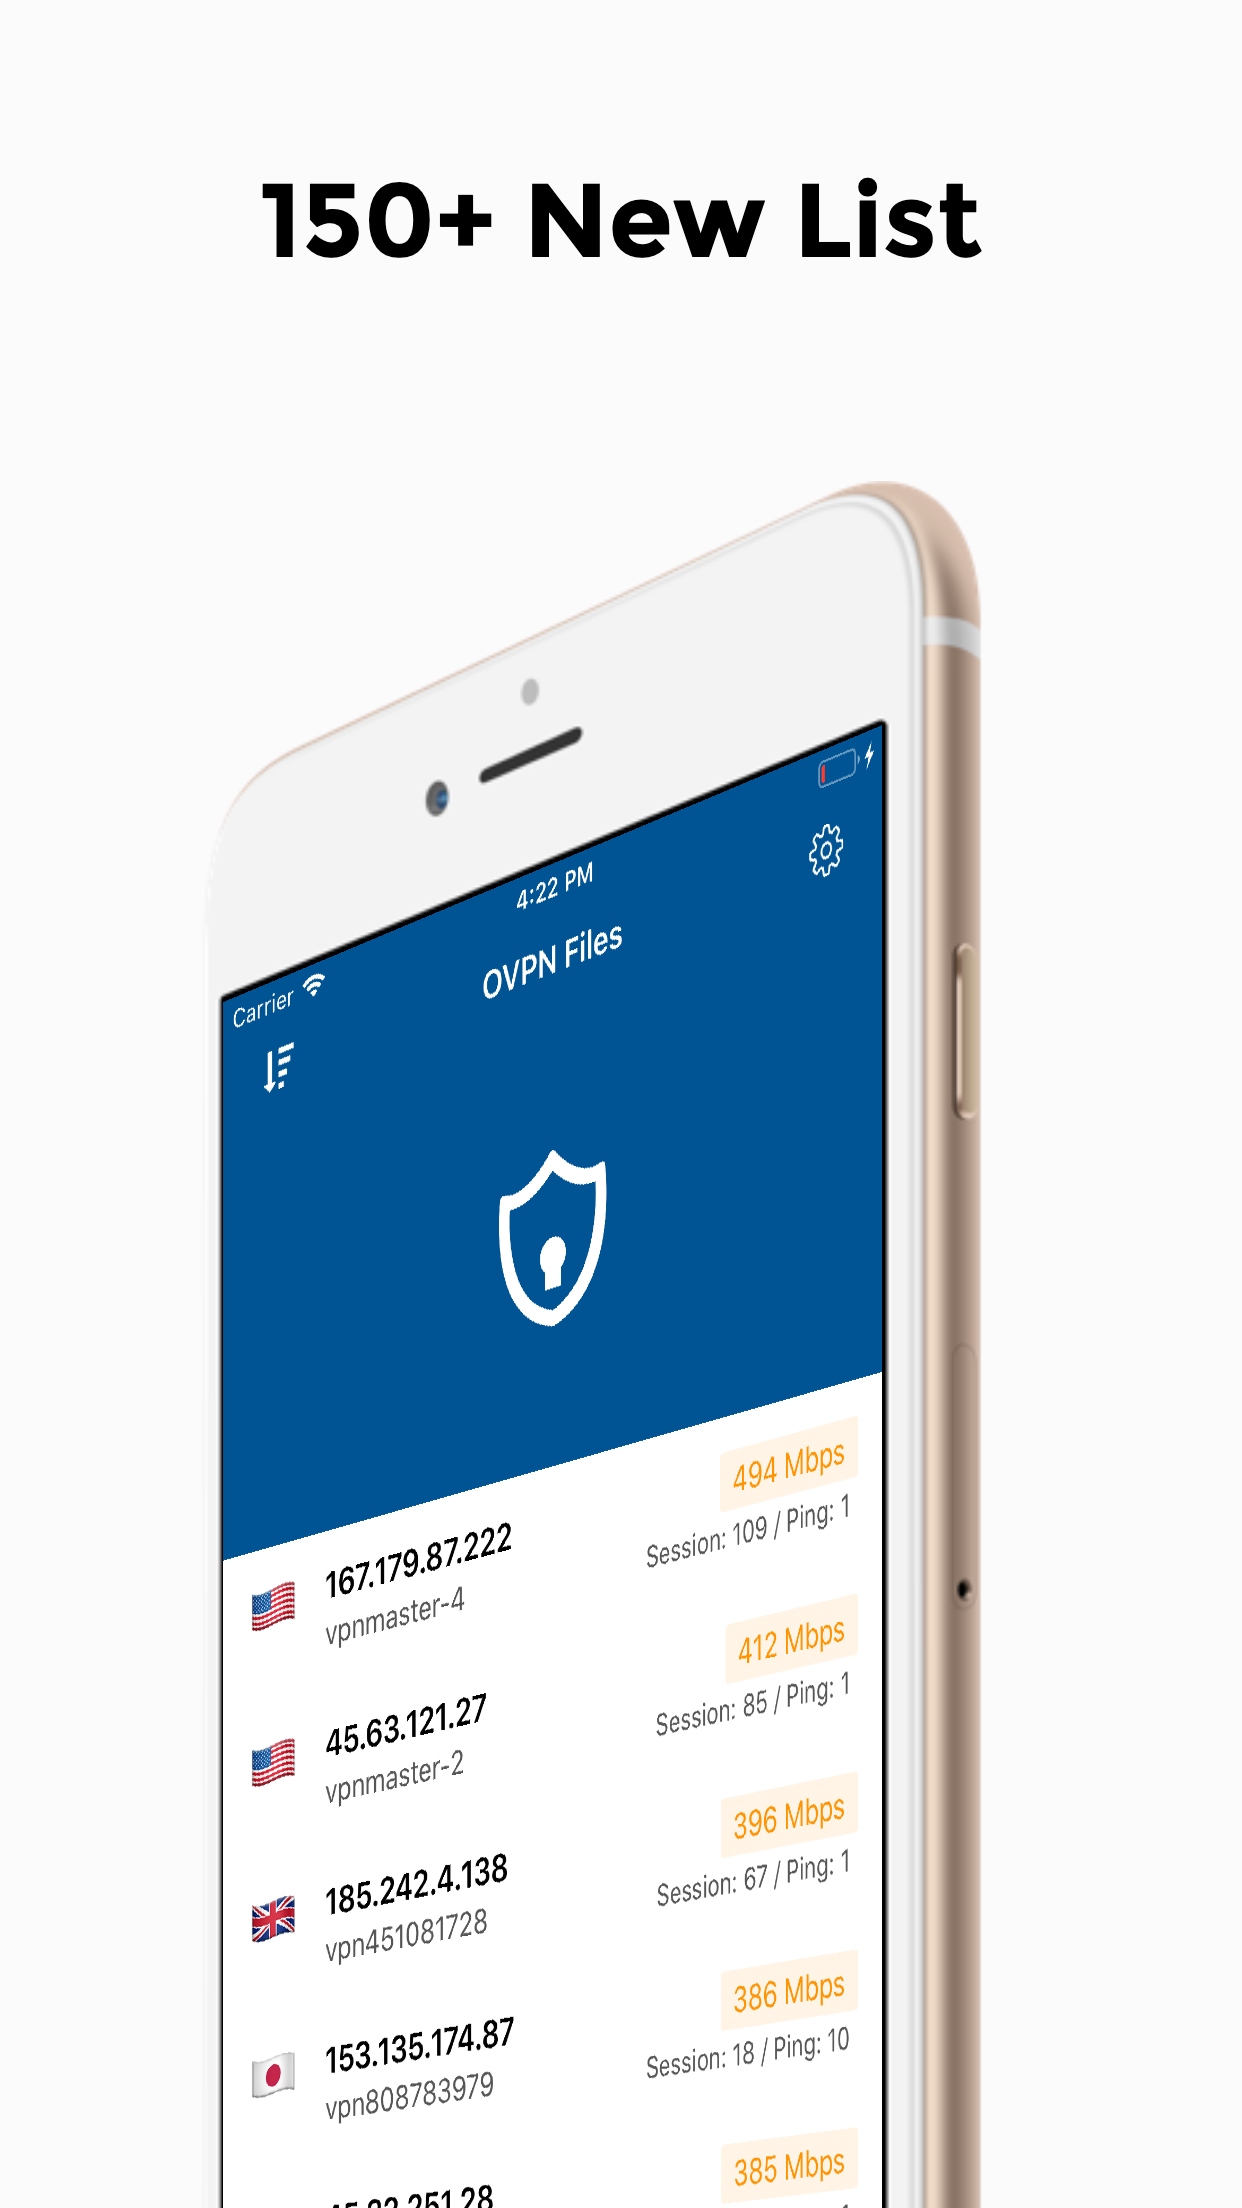 150+ New List
4:22 PM
Carrier
OVPN Files
494 Mbps
167.179.87.222
Session: 109 / Ping: 1
vpnmaster-4
412 Mbps
45.63.121.27
Session: 85 / Ping: 1
vpnmaster-2
396 Mbps
185.242.4.138
Session: 67 / Ping: 1
vpn451081728
386 Mbps
153.135.174.87
Session: 18 / Ping: 10
vpn808783979
385 Mbps